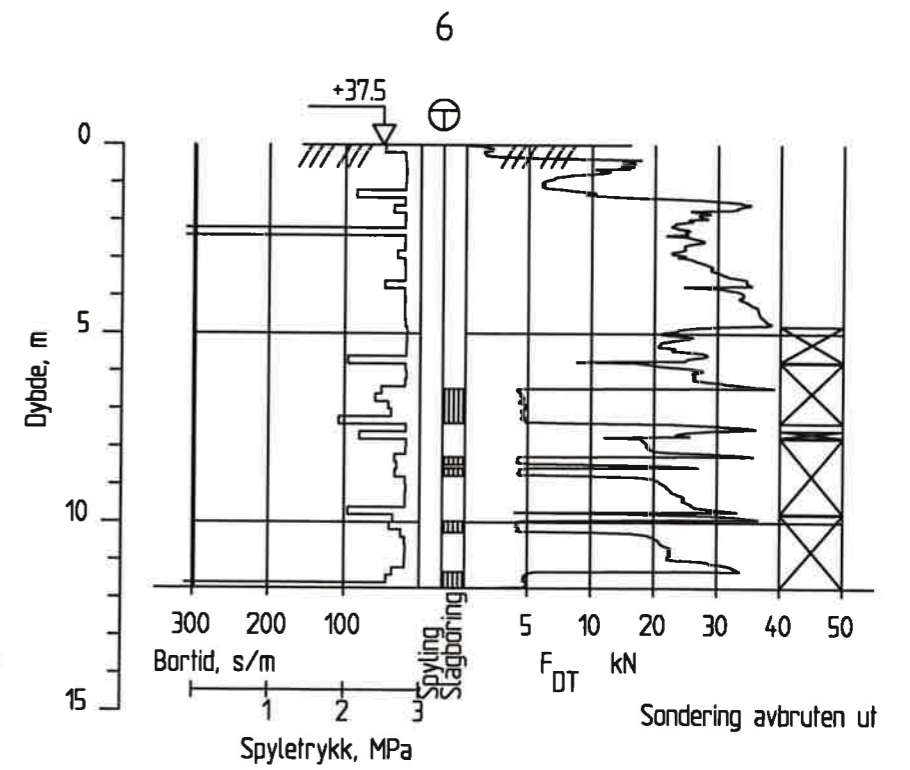 6
+37.5
0
5
10
15
Dybde, m
300 200 100
Bortid, s/m
1 2 3
Spyletrykk, MPa
Spyling
Slagboring
5 10 20 30 40 50
FDT kN
Sondering avbruten ut